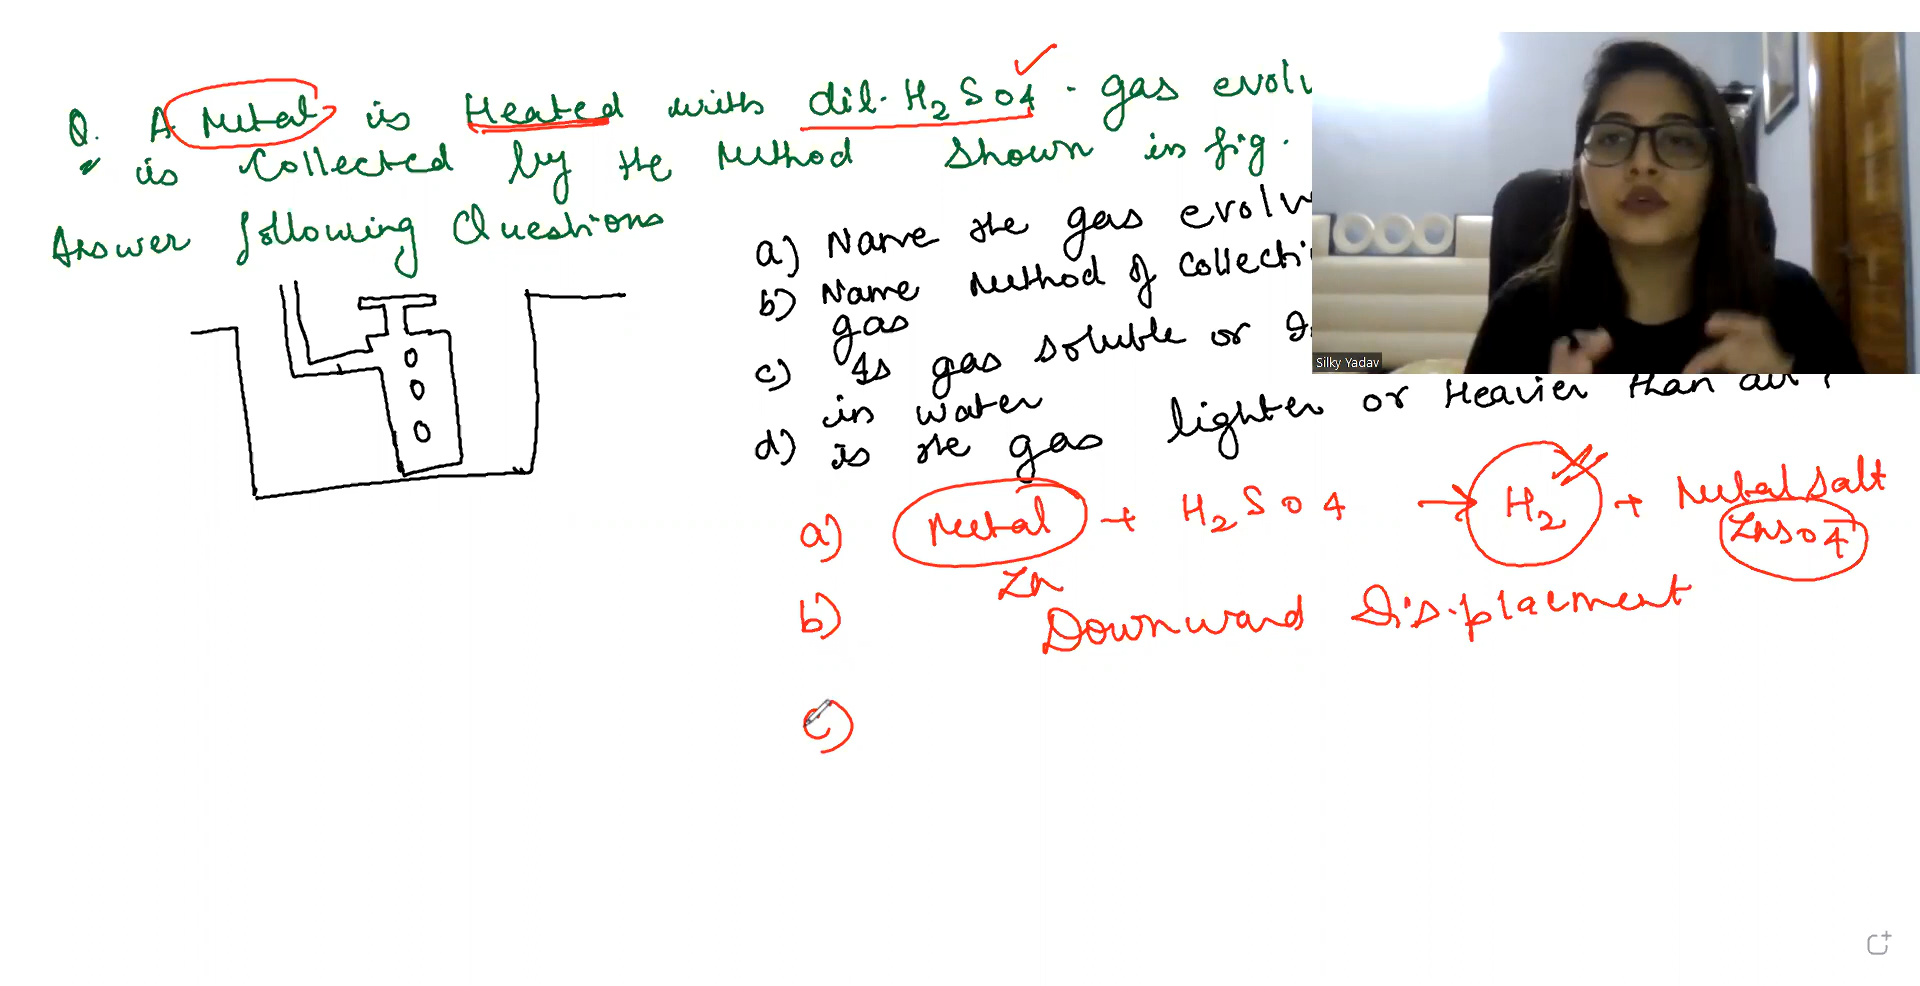 Q. A Metal is Heated with dil. H2SO4. gas evolu
is Collected by the Method Shown in fig.
Answer following Questions
a) Name the gas evolv
b) Name Method of Collecti
gas
c) Is gas soluble or
in water
d) is the gas lighter or Heavier than air?
a) Metal + H2SO4 → H2 + Metal Salt
Zn ZnSO4
b) Downward Displacement
c)
Silky Yadav